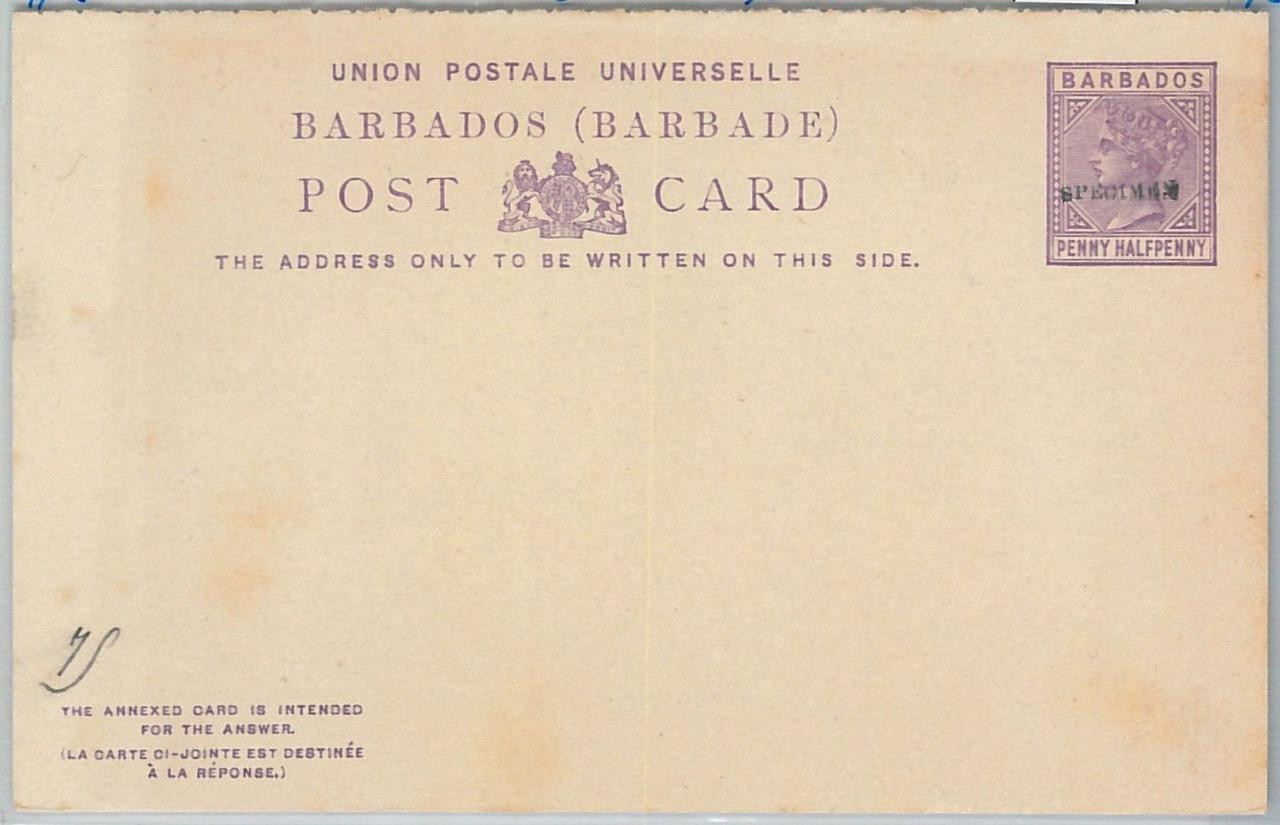 UNION POSTALE UNIVERSELLE
BARBADOS (BARBADE)
POST CARD
THE ADDRESS ONLY TO BE WRITTEN ON THIS SIDE.
BARBADOS
SPECIMEN
PENNY HALFPENNY
THE ANNEXED CARD IS INTENDED
FOR THE ANSWER.
(LA CARTE CI-JOINTE EST DESTINÉE
À LA RÉPONSE.)